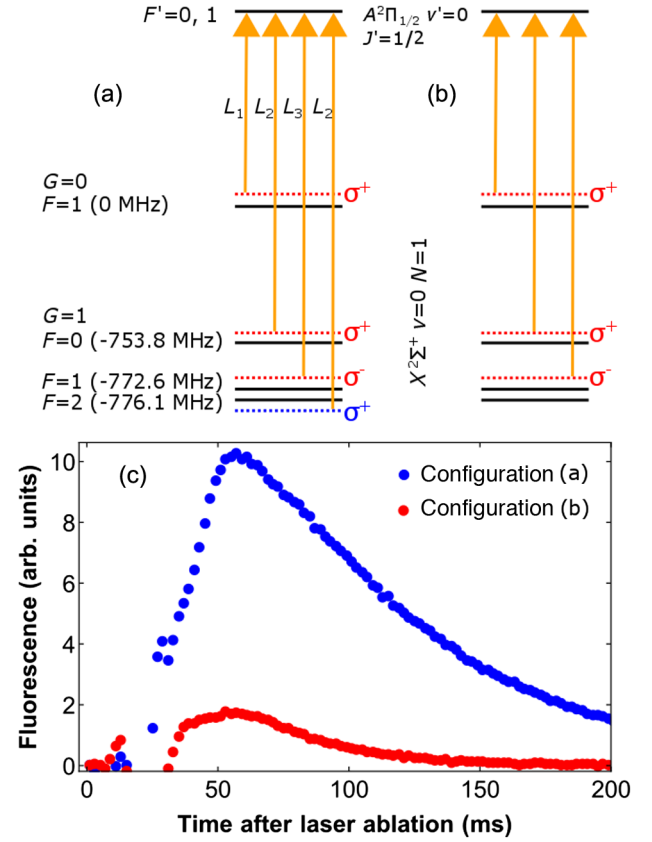 F'=0, 1
A²Π₁/₂ v'=0
J'=1/2
(a)
(b)
L₁ L₂ L₃ L₂
G=0
F=1 (0 MHz)
σ⁺
σ⁺
G=1
F=0 (-753.8 MHz)
F=1 (-772.6 MHz)
F=2 (-776.1 MHz)
σ⁺
σ⁻
σ⁺
X²Σ⁺ v=0 N=1
σ⁺
σ⁻
(c)
Configuration (a)
Configuration (b)
Fluorescence (arb. units)
10
8
6
4
2
0
0 50 100 150 200
Time after laser ablation (ms)